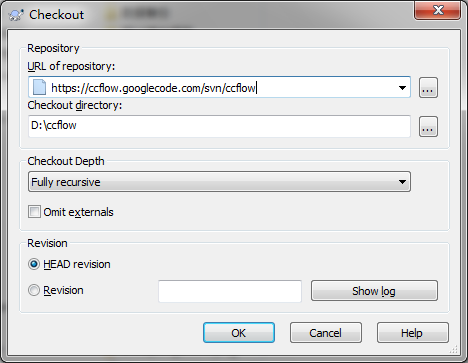 Checkout
Repository
URL of repository:
https://ccflow.googlecode.com/svn/ccflow
...
Checkout directory:
D:\ccflow
...
Checkout Depth
Fully recursive
Omit externals
Revision
HEAD revision
Revision
Show log
OK
Cancel
Help